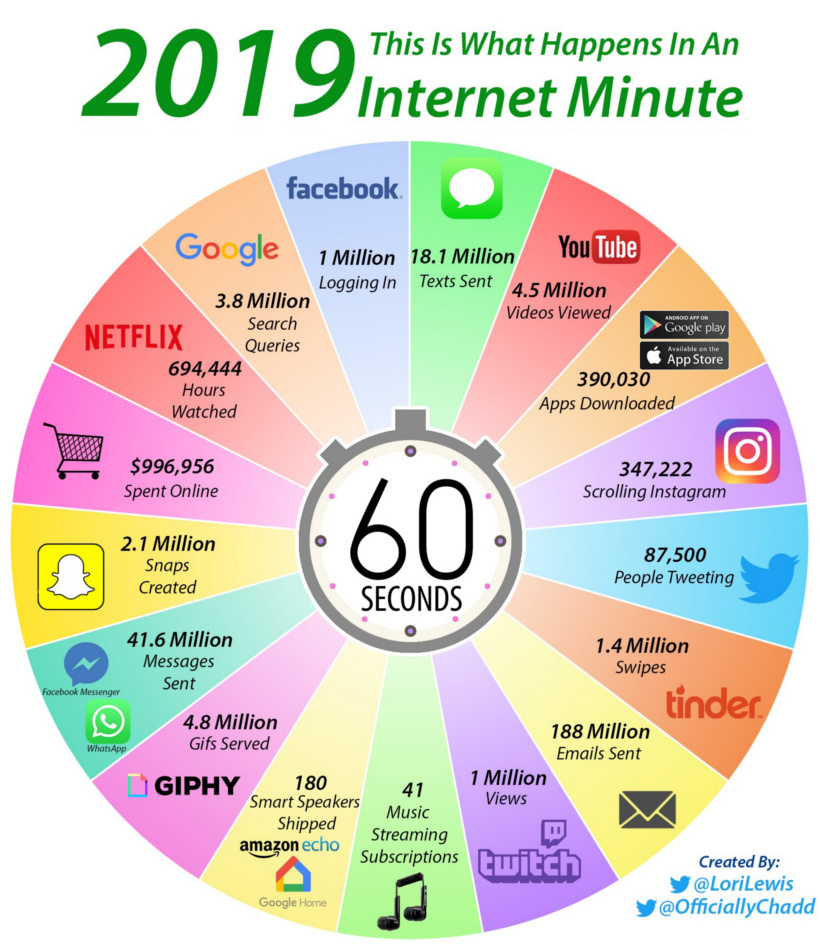 2019
This Is What Happens In An
Internet Minute
facebook
1 Million
Logging In
18.1 Million
Texts Sent
YouTube
4.5 Million
Videos Viewed
ANDROID APP ON
Google play
Available on the
App Store
390,030
Apps Downloaded
347,222
Scrolling Instagram
87,500
People Tweeting
1.4 Million
Swipes
tinder
188 Million
Emails Sent
1 Million
Views
twitch
41
Music
Streaming
Subscriptions
180
Smart Speakers
Shipped
amazon echo
Google Home
4.8 Million
Gifs Served
GIPHY
41.6 Million
Messages
Sent
Facebook Messenger
WhatsApp
2.1 Million
Snaps
Created
$996,956
Spent Online
NETFLIX
694,444
Hours
Watched
Google
3.8 Million
Search
Queries
60
SECONDS
Created By:
@LoriLewis
@OfficiallyChadd